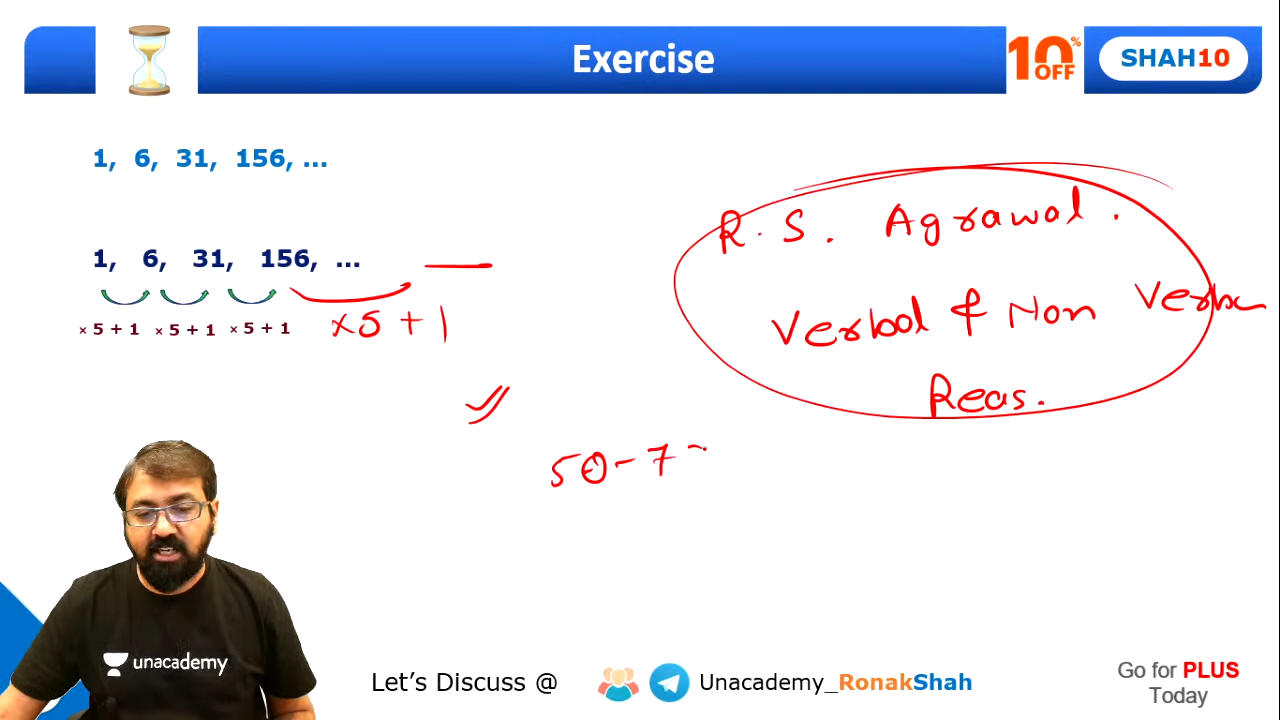 Exercise
10% OFF
SHAH10
1, 6, 31, 156, ...
1, 6, 31, 156, ...
× 5 + 1 × 5 + 1 × 5 + 1 × 5 + 1
R. S. Agrawal.
Verbal & Non
Reas.
50 - 7
unacademy
Let's Discuss @ Unacademy_RonakShah
Go for PLUS
Today